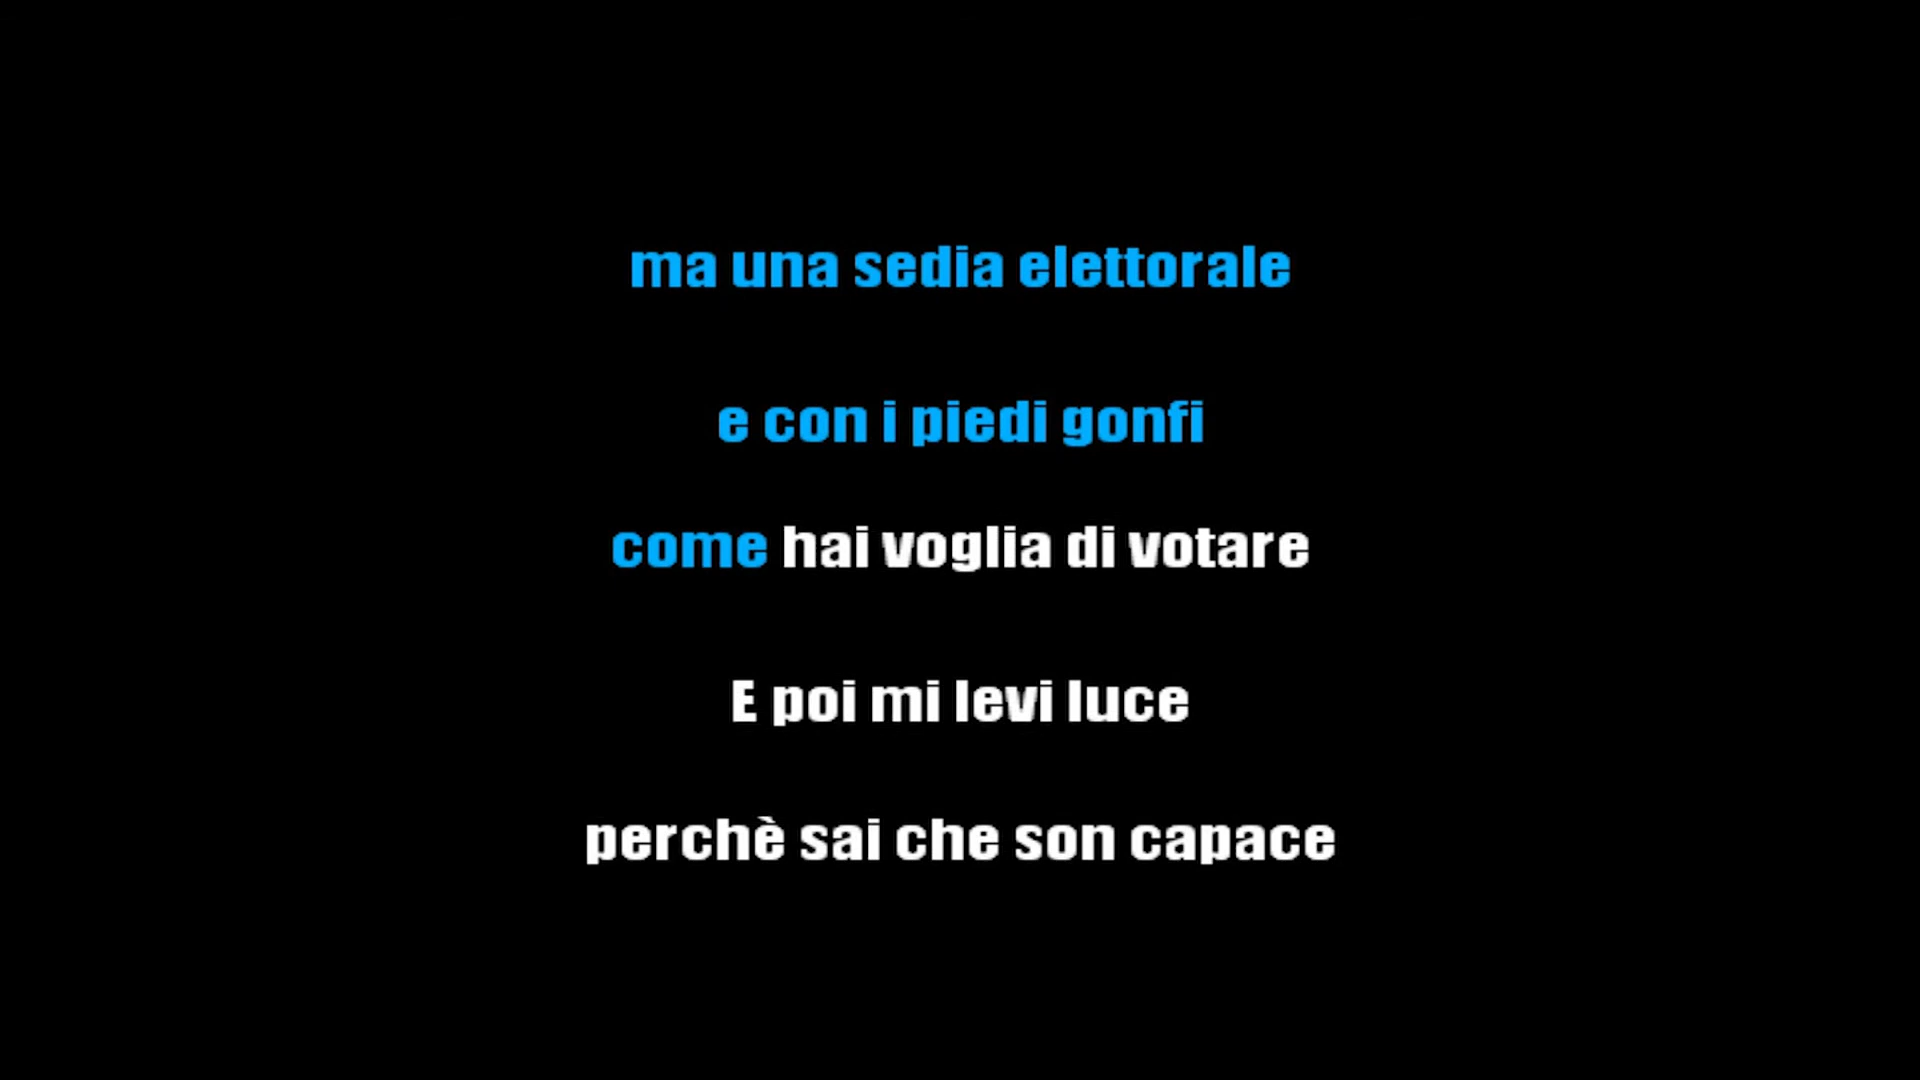 ma una sedia elettorale
e con i piedi gonfi
come hai voglia di votare
E poi mi levi luce
perchè sai che son capace